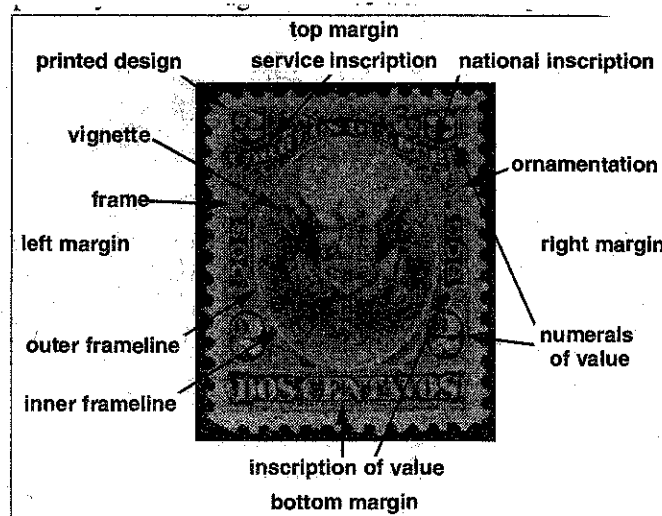 top margin
printed design service inscription national inscription
vignette
ornamentation
frame
left margin right margin
outer frameline numerals
of value
inner frameline
DOS CENTAVOS
inscription of value
bottom margin